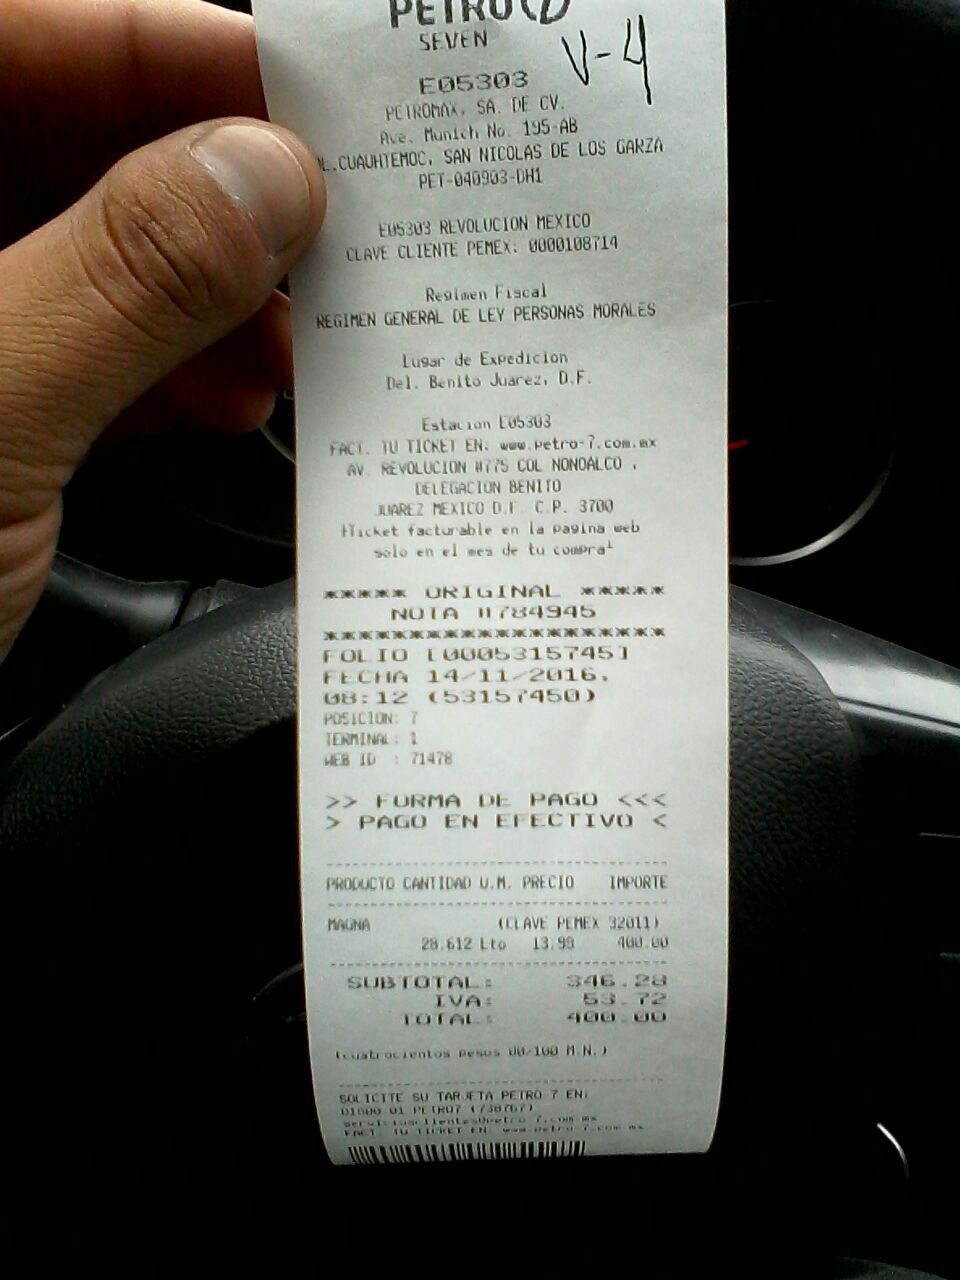 PETRO
SEVEN
V-4
E05303
PETROMAX, SA. DE CV.
Ave. Munich No. 195-AB
L.CUAUHTEMOC, SAN NICOLAS DE LOS GARZA
PET-040903-DH1
E05303 REVOLUCION MEXICO
CLAVE CLIENTE PEMEX: 0000108714
Regimen Fiscal
REGIMEN GENERAL DE LEY PERSONAS MORALES
Lugar de Expedicion
Del. Benito Juarez, D.F.
Estacion E05303
FACT. TU TICKET EN: www.petro-7.com.mx
AV. REVOLUCION #775 COL NONOALCO ,
DELEGACION BENITO
JUAREZ MEXICO D.F. C.P. 3700
Ticket facturable en la pagina web
solo en el mes de tu compra
***** ORIGINAL *****
NOTA #784945
********************
FOLIO [0005315745]
FECHA 14/11/2016.
08:12 (53157450)
POSICION: 7
TERMINAL: 1
WEB ID : 71478
>> FORMA DE PAGO <<<
> PAGO EN EFECTIVO <
PRODUCTO CANTIDAD U.M. PRECIO IMPORTE
MAGNA (CLAVE PEMEX 32011)
28.612 Lto 13.98 400.00
SUBTOTAL: 346.28
IVA: 53.72
TOTAL: 400.00
(cuatrocientos pesos 00/100 M.N.)
SOLICITE SU TARJETA PETRO-7 EN:
01800 01 PETRO7 (738767)
serviciosclientes@petro-7.com.mx
FACT. TU TICKET EN: www.petro-7.com.mx